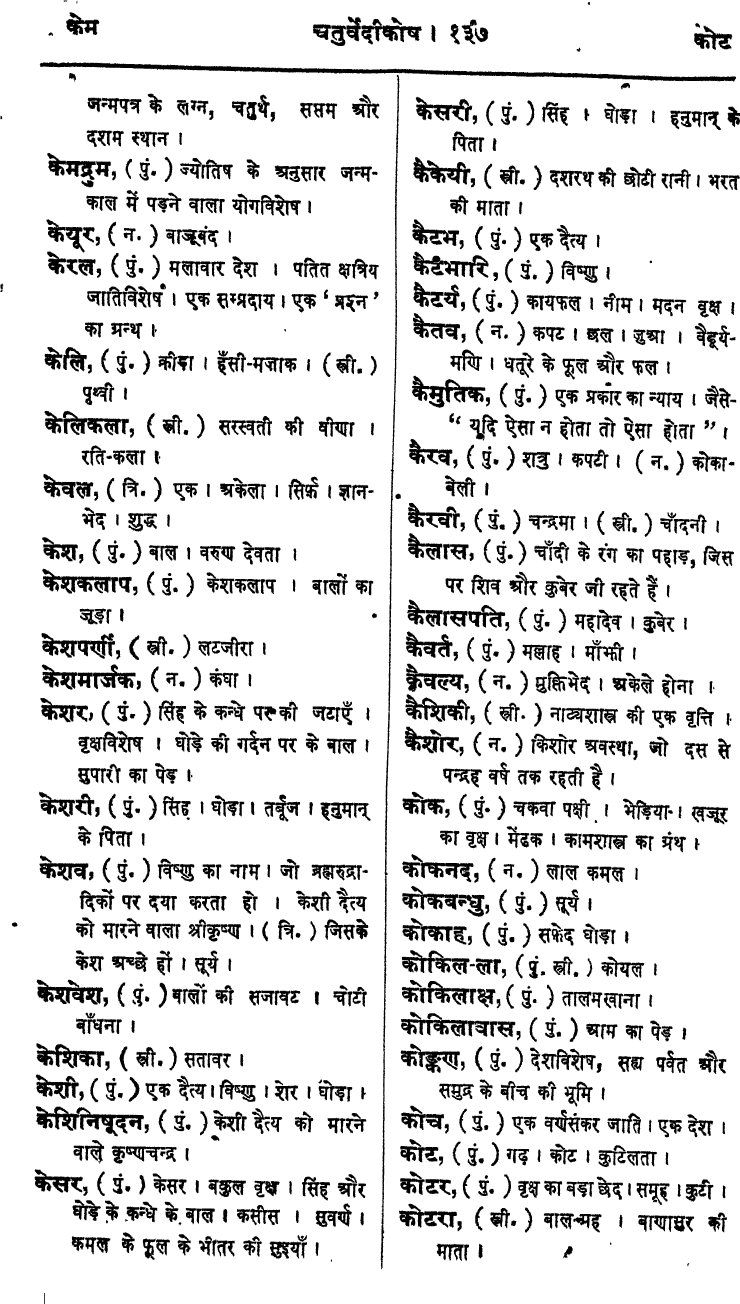 केम
चतुर्वेदीकोष । १३७
कोट
जन्मपत्र के लग्न, चतुर्थ, सप्तम और
दशम स्थान ।
केमद्रुम, ( पुं. ) ज्योतिष के अनुसार जन्म-
काल में पड़ने वाला योगविशेष ।
केयूर, ( न. ) बाजूबंद ।
केरल, ( पुं. ) मलावार देश । पतित क्षत्रिय
जातिविशेष । एक सम्प्रदाय । एक ‘ प्रश्न ’
का ग्रन्थ ।
केलि, ( पुं. ) क्रीड़ा । हँसी-मज़ाक । ( स्त्री. )
पृथ्वी ।
केलिकला, ( स्त्री. ) सरस्वती की वीणा ।
रति-कला ।
केवल, ( त्रि. ) एक । अकेला । सिर्फ़ । ज्ञान-
भेद । शुद्ध ।
केश, ( पुं. ) बाल । वरुण देवता ।
केशकलाप, ( पुं. ) केशकलाप । बालों का
जूड़ा ।
केशपर्णी, ( स्त्री. ) लटजीरा ।
केशमार्जक, ( न. ) कंघा ।
केशर, ( पुं. ) सिंह के कन्धे पर की जटाएँ ।
वृक्षविशेष । घोड़े की गर्दन पर के बाल ।
सुपारी का पेड़ ।
केशरी, ( पुं. ) सिंह । घोड़ा । तर्बूज । हनुमान्
के पिता ।
केशव, ( पुं. ) विष्णु का नाम । जो ब्रह्मरुद्रा-
दिकों पर दया करता हो । केशी दैत्य
को मारने वाला श्रीकृष्ण । ( त्रि. ) जिसके
केश अच्छे हों । सूर्य ।
केशवेश, ( पुं. ) बालों की सजावट । चोटी
बाँधना ।
केशिका, ( स्त्री. ) सतावर ।
केशी, ( पुं. ) एक दैत्य । विष्णु । शेर । घोड़ा ।
केशिनिषूदन, ( पुं. ) केशी दैत्य को मारने
वाले कृष्णचन्द्र ।
केसर, ( पुं. ) केसर । बकुल वृक्ष । सिंह और
घोड़े के कन्धे के बाल । कसीस । सुवर्ण ।
कमल के फूल के भीतर की सुइयाँ ।
केसरी, ( पुं. ) सिंह । घोड़ा । हनुमान् के
पिता ।
कैकेयी, ( स्त्री. ) दशरथ की छोटी रानी । भरत
की माता ।
कैटभ, ( पुं. ) एक दैत्य ।
कैटभारि, ( पुं. ) विष्णु ।
कैटर्य, ( पुं. ) कायफल । नीम । मदन वृक्ष ।
कैतव, ( न. ) कपट । छल । जुआ । वैदूर्य-
मणि । धतूरे के फूल और फल ।
कैमुतिक, ( पुं. ) एक प्रकार का न्याय । जैसे-
“ यदि ऐसा न होता तो ऐसा होता ” ।
कैरव, ( पुं. ) शत्रु । कपटी । ( न. ) कोका-
बेली ।
कैरवी, ( पुं. ) चन्द्रमा । ( स्त्री. ) चाँदनी ।
कैलास, ( पुं. ) चाँदी के रंग का पहाड़, जिस
पर शिव और कुबेर जी रहते हैं ।
कैलासपति, ( पुं. ) महादेव । कुबेर ।
कैवर्त, ( पुं. ) मल्लाह । माँझी ।
कैवल्य, ( न. ) मुक्तिभेद । अकेले होना ।
कैशिकी, ( स्त्री. ) नाट्यशास्त्र की एक वृत्ति ।
कैशोर, ( न. ) किशोर अवस्था, जो दस से
पन्द्रह वर्ष तक रहती है ।
कोक, ( पुं. ) चकवा पक्षी । भेड़िया । खजूर
का वृक्ष । मेंढक । कामशास्त्र का ग्रंथ ।
कोकनद, ( न. ) लाल कमल ।
कोकबन्धु, ( पुं. ) सूर्य ।
कोकाह, ( पुं. ) सफ़ेद घोड़ा ।
कोकिल-ला, ( पुं. स्त्री. ) कोयल ।
कोकिलाक्ष, ( पुं. ) तालमखाना ।
कोकिलावास, ( पुं. ) आम का पेड़ ।
कोङ्कण, ( पुं. ) देशविशेष, सह्य पर्वत और
समुद्र के बीच की भूमि ।
कोच, ( पुं. ) एक वर्णसंकर जाति । एक देश ।
कोट, ( पुं. ) गढ़ । कोट । कुटिलता ।
कोटर, ( पुं. ) वृक्ष का बड़ा छेद । समूह । कुटी ।
कोटरा, ( स्त्री. ) बाल-ग्रह । बाणासुर की
माता ।